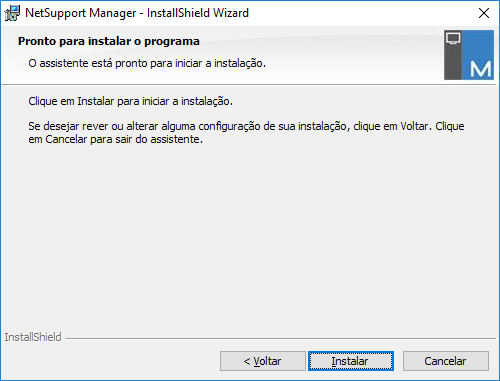 NetSupport Manager - InstallShield Wizard
Pronto para instalar o programa
O assistente está pronto para iniciar a instalação.
M
Clique em Instalar para iniciar a instalação.
Se desejar rever ou alterar alguma configuração de sua instalação, clique em Voltar. Clique
em Cancelar para sair do assistente.
InstallShield
< Voltar
Instalar
Cancelar